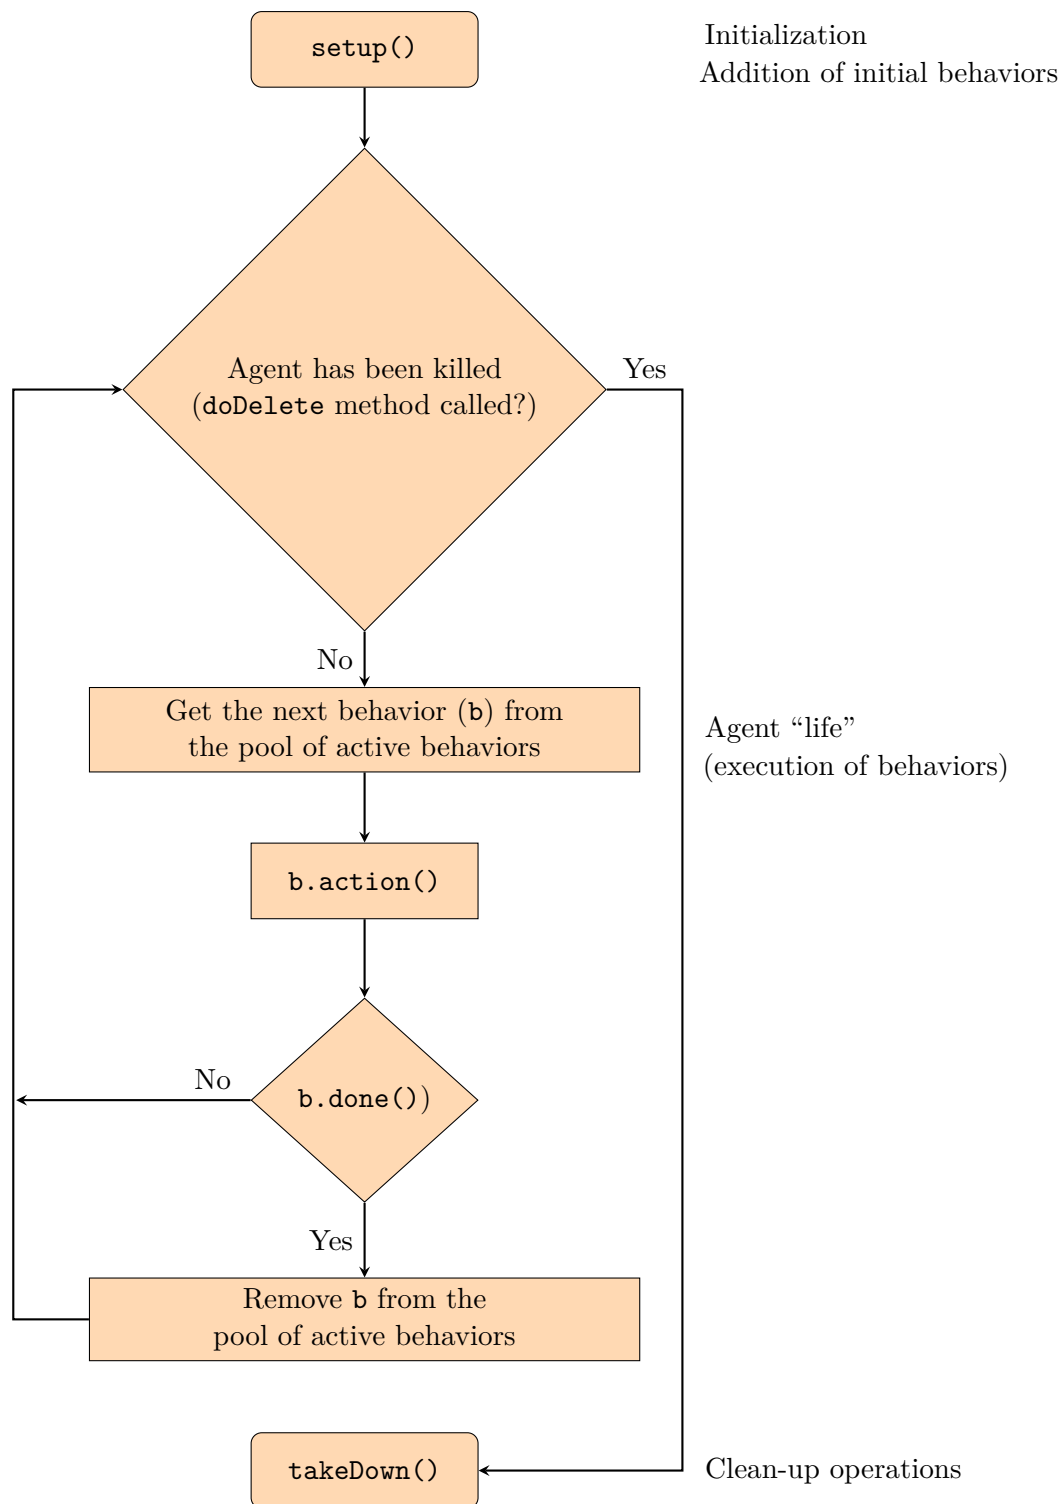 setup()
Initialization
Addition of initial behaviors
Agent has been killed
(doDelete method called?)
Yes
No
Get the next behavior (b) from
the pool of active behaviors
Agent “life”
(execution of behaviors)
b.action()
No
b.done())
Yes
Remove b from the
pool of active behaviors
takeDown()
Clean-up operations